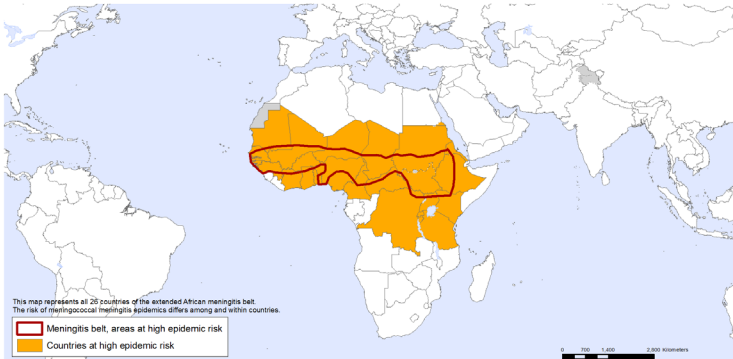 This map represents all 26 countries of the extended African meningitis belt.
The risk of meningococcal meningitis epidemics differs among and within countries.
Meningitis belt, areas at high epidemic risk
Countries at high epidemic risk
0 700 1,400 2,800 Kilometers